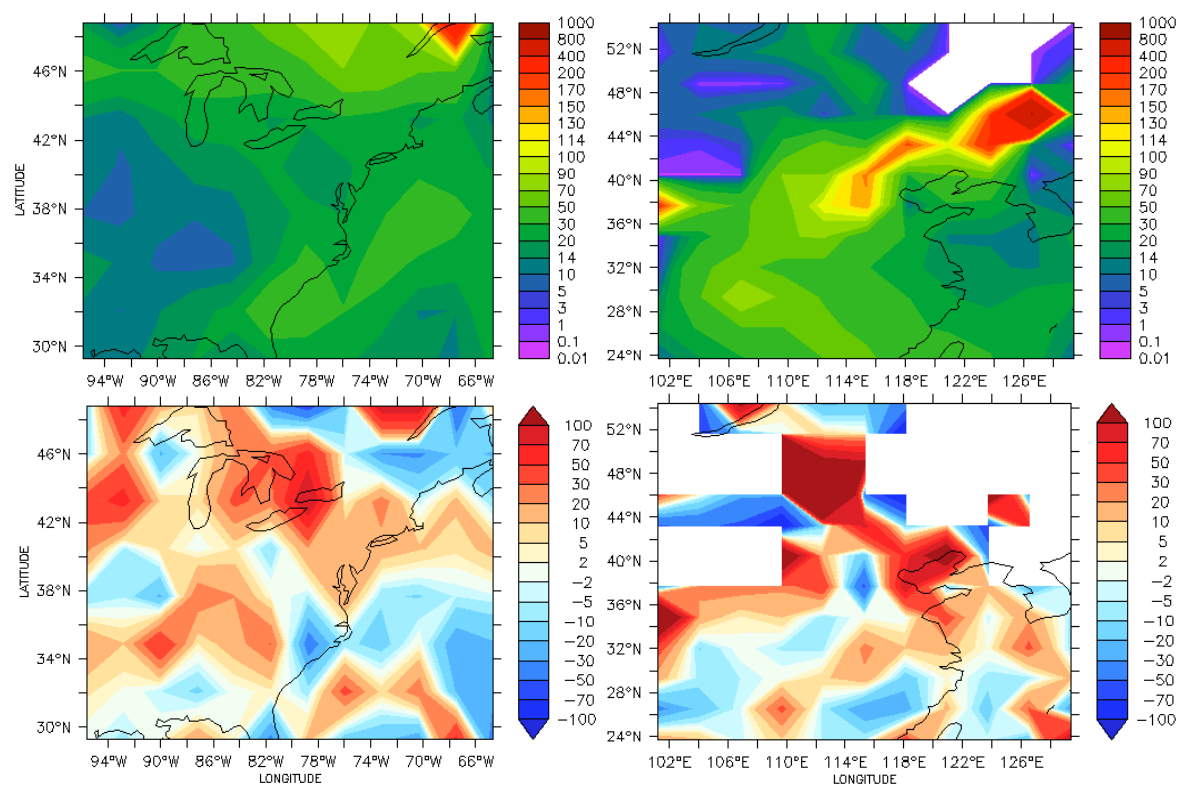 1000
800
400
200
170
150
130
114
100
90
70
50
30
20
14
10
5
3
1
0.1
0.01
46°N
42°N
38°N
34°N
30°N
LATITUDE
94°W 90°W 86°W 82°W 78°W 74°W 70°W 66°W
1000
800
400
200
170
150
130
114
100
90
70
50
30
20
14
10
5
3
1
0.1
0.01
52°N
48°N
44°N
40°N
36°N
32°N
28°N
24°N
102°E 106°E 110°E 114°E 118°E 122°E 126°E
100
70
50
30
20
10
5
2
−2
−5
−10
−20
−30
−50
−70
−100
46°N
42°N
38°N
34°N
30°N
LATITUDE
94°W 90°W 86°W 82°W 78°W 74°W 70°W 66°W
LONGITUDE
100
70
50
30
20
10
5
2
−2
−5
−10
−20
−30
−50
−70
−100
52°N
48°N
44°N
40°N
36°N
32°N
28°N
24°N
102°E 106°E 110°E 114°E 118°E 122°E 126°E
LONGITUDE